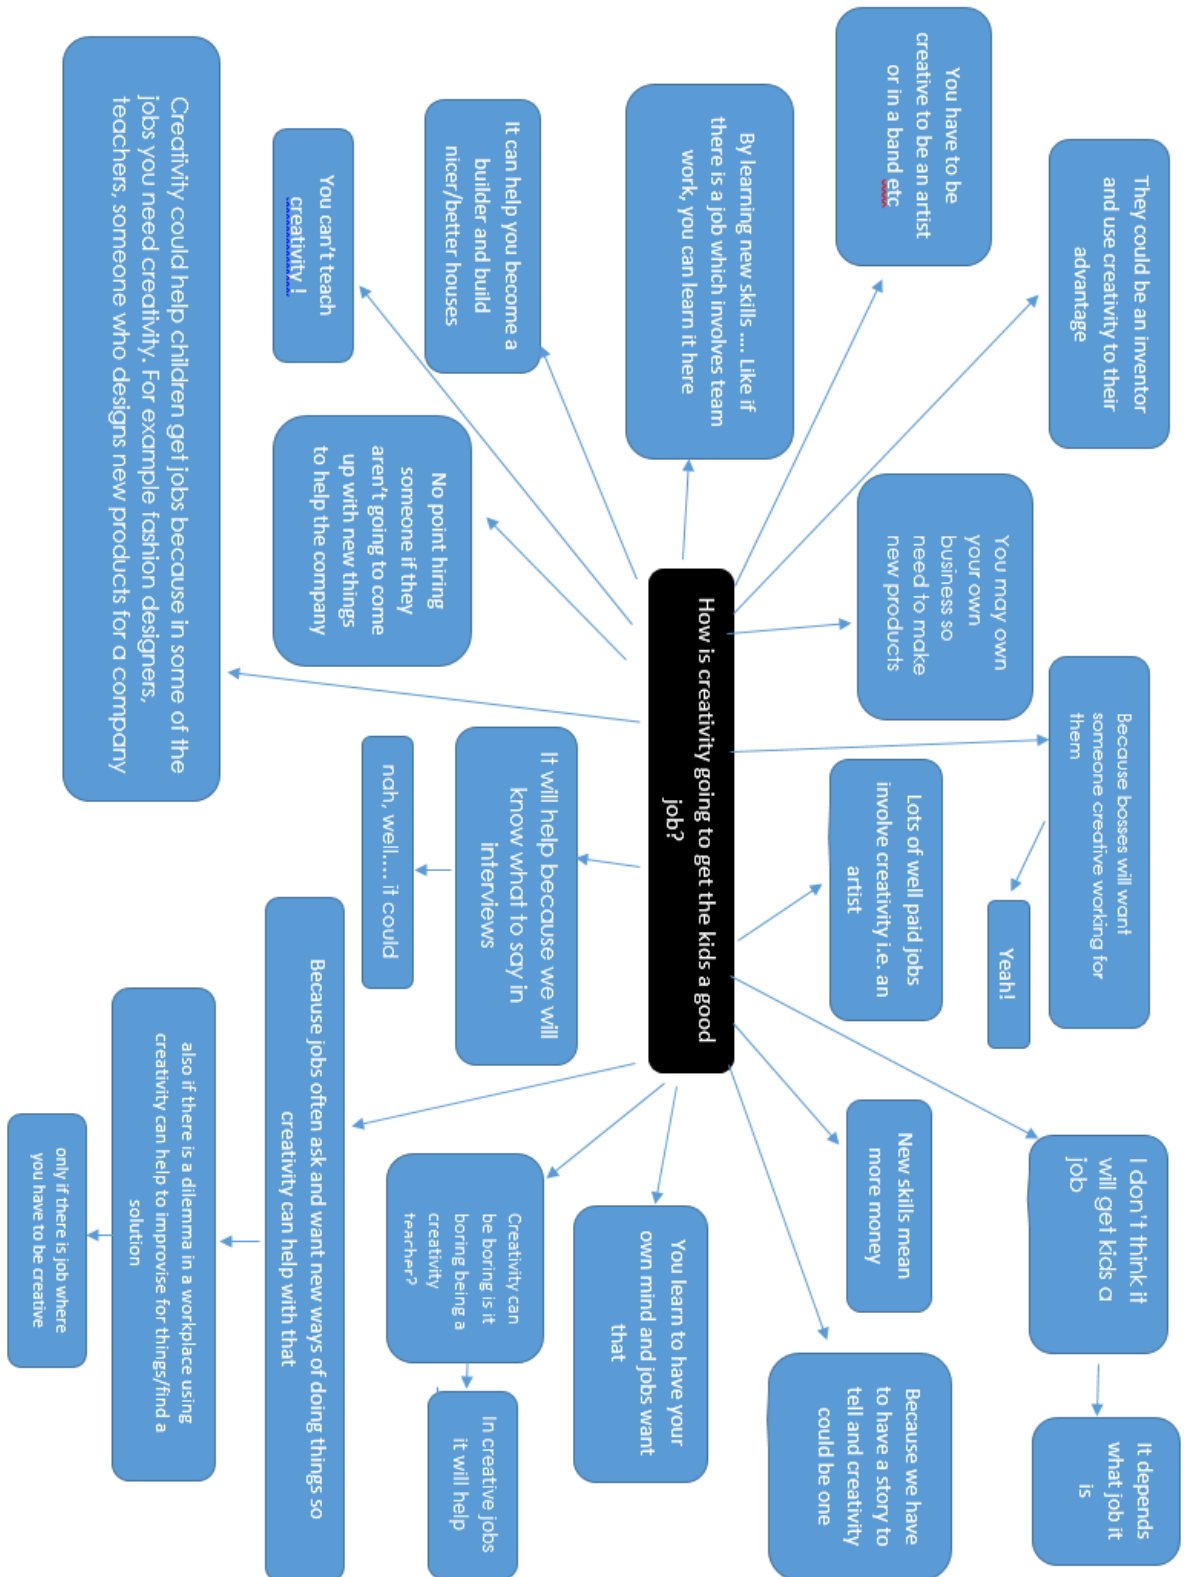 They could be an inventor
and use creativity to their
advantage
You have to be
creative to be an artist
or in a band etc
By learning new skills .... Like if
there is a job which involves team
work, you can learn it here
It can help you become a
builder and build
nicer/better houses
You can't teach
creativity !
Creativity could help children get jobs because in some of the
jobs you need creativity. For example fashion designers,
teachers, someone who designs new products for a company
No point hiring
someone if they
aren't going to come
up with new things
to help the company
You may own
your own
business so
need to make
new products
Because bosses will want
someone creative working for
them
Yeah!
Lots of well paid jobs
involve creativity i.e. an
artist
How is creativity going to get the kids a good
job?
It will help because we will
know what to say in
interviews
nah, well.... it could
I don't think it
will get kids a
job
It depends
what job it
is
New skills mean
more money
Because we have
to have a story to
tell and creativity
could be one
You learn to have your
own mind and jobs want
that
Creativity can
be boring is it
boring being a
creativity
teacher?
In creative jobs
it will help
Because jobs often ask and want new ways of doing things so
creativity can help with that
also if there is a dilemma in a workplace using
creativity can help to improvise for things/find a
solution
only if there is job where
you have to be creative